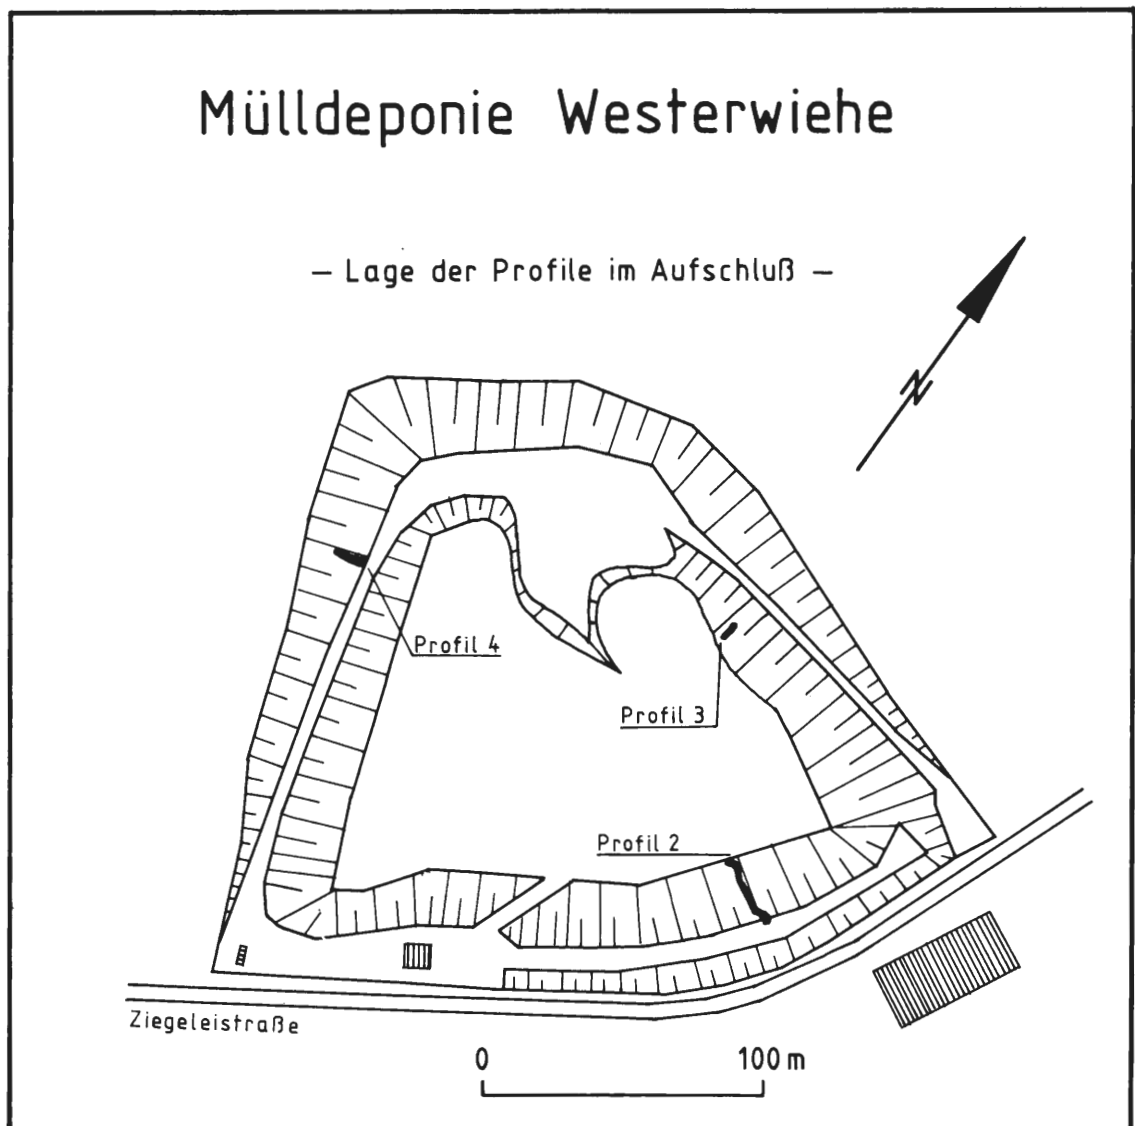 Mülldeponie Westerwiehe
– Lage der Profile im Aufschluß –
N
Profil 4
Profil 3
Profil 2
Ziegeleistraße
0 100 m